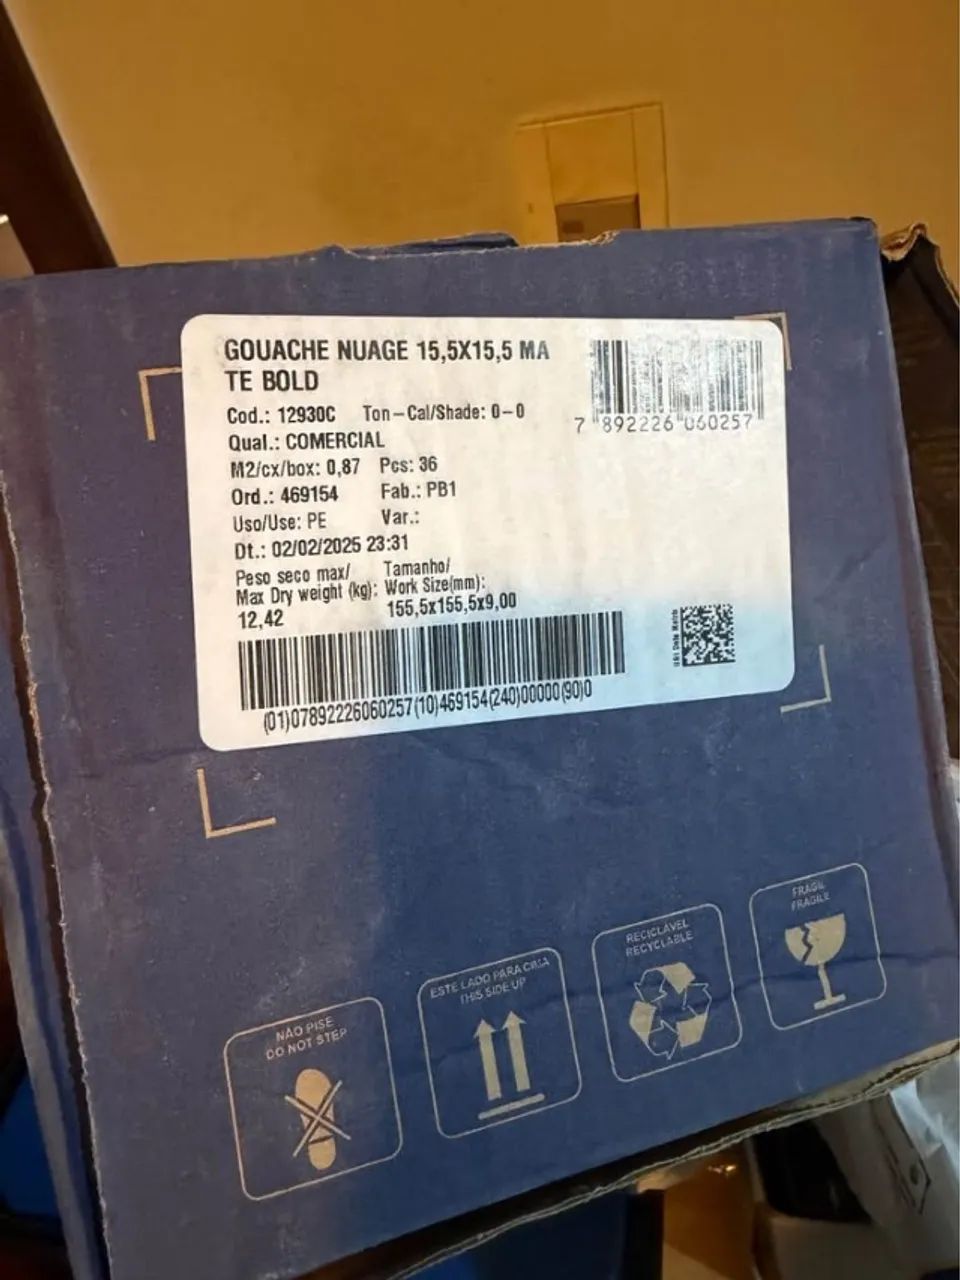 GOUACHE NUAGE 15,5X15,5 MA
TE BOLD
Cod.: 12930C Ton-Cal/Shade: 0-0
Qual.: COMERCIAL
M2/cx/box: 0,87 Pcs: 36
Ord.: 469154 Fab.: PB1
Uso/Use: PE Var.:
Dt.: 02/02/2025 23:31
Peso seco max/ Tamanho/
Max Dry weight (kg): Work Size(mm):
12,42 155,5x155,5x9,00
(01)07892226060257(10)469154(240)00000(90)0
7 892226 060257
NÃO PISE
DO NOT STEP
ESTE LADO PARA CIMA
THIS SIDE UP
RECICLÁVEL
RECYCLABLE
FRÁGIL
FRAGILE